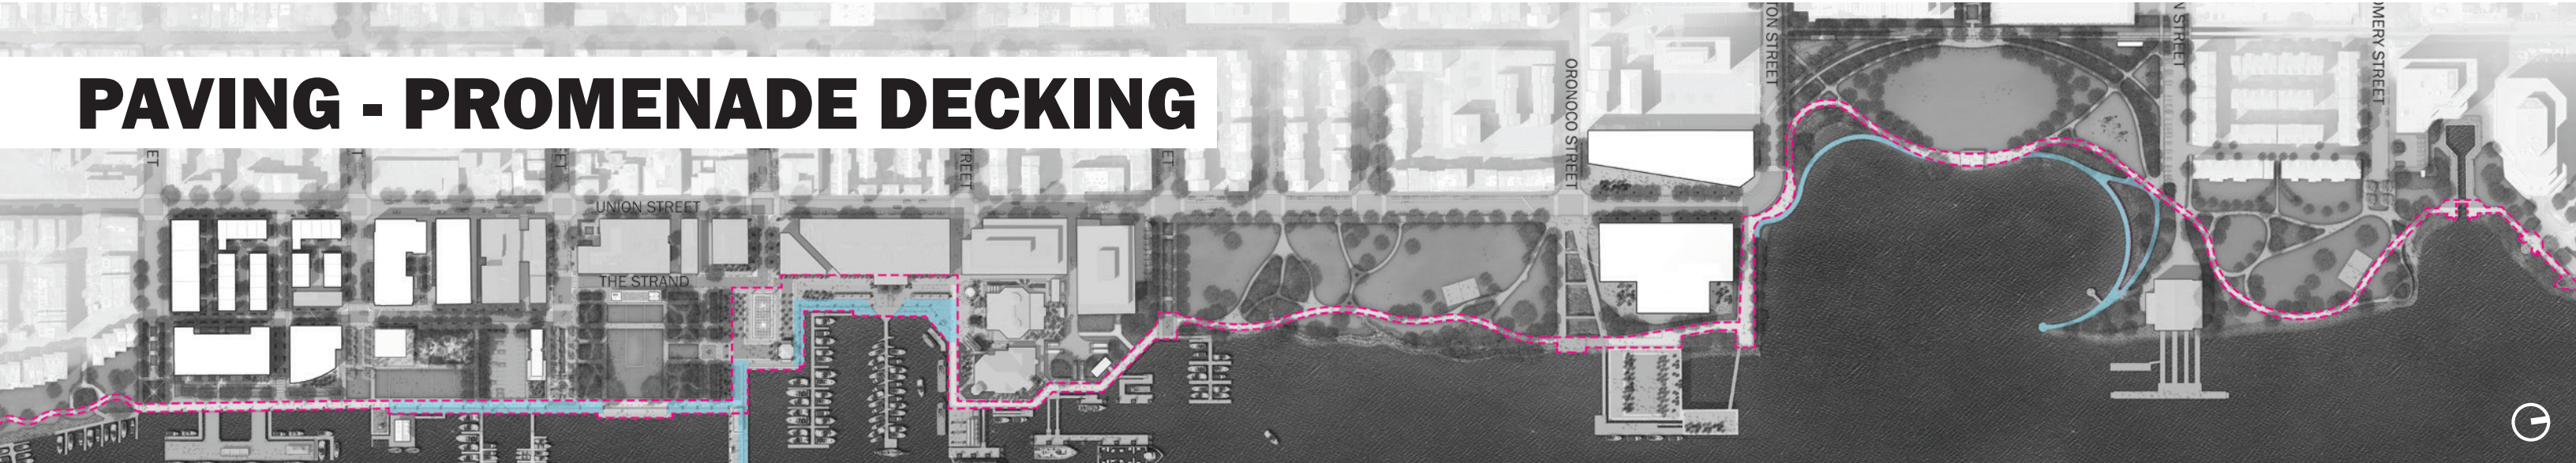 PAVING - PROMENADE DECKING
ORONOCO STREET
UNION STREET
THE STRAND